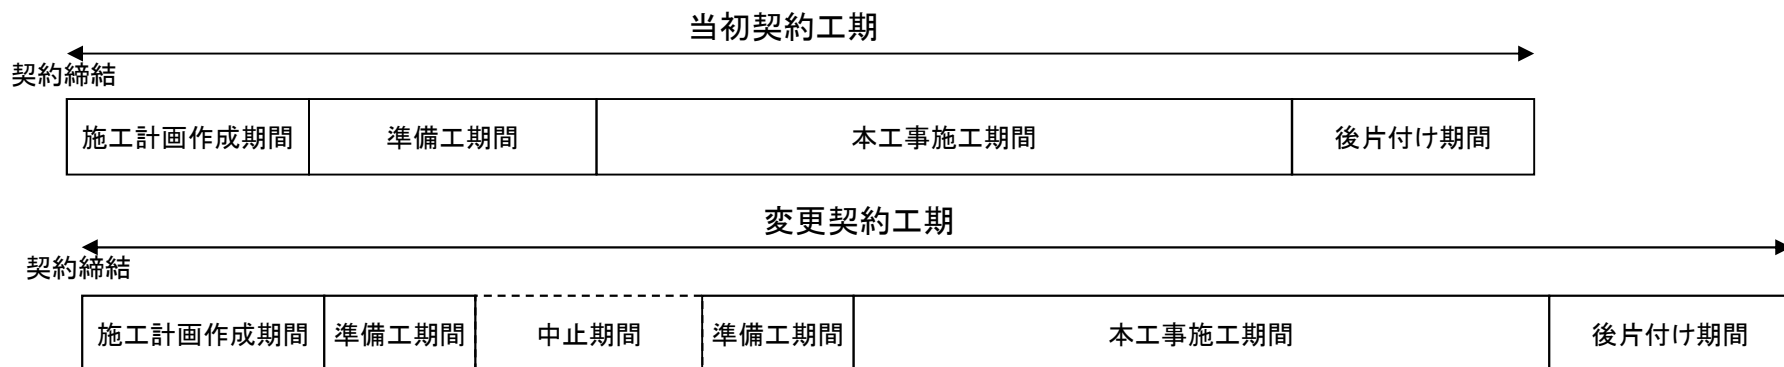 当初契約工期
契約締結
施工計画作成期間 準備工期間 本工事施工期間 後片付け期間
変更契約工期
契約締結
施工計画作成期間 準備工期間 中止期間 準備工期間 本工事施工期間 後片付け期間